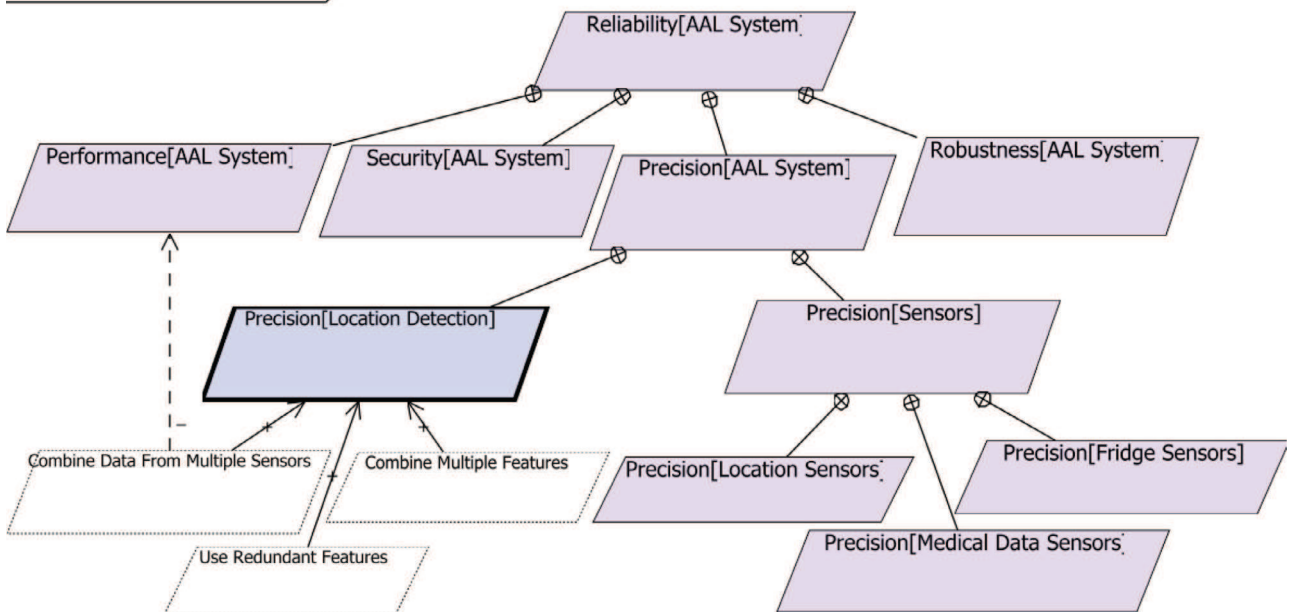 Reliability[AAL System]
Performance[AAL System]
Security[AAL System]
Precision[AAL System]
Robustness[AAL System]
Precision[Location Detection]
Precision[Sensors]
–
+
+
+
Combine Data From Multiple Sensors
Combine Multiple Features
Precision[Location Sensors]
Precision[Fridge Sensors]
Use Redundant Features
Precision[Medical Data Sensors]